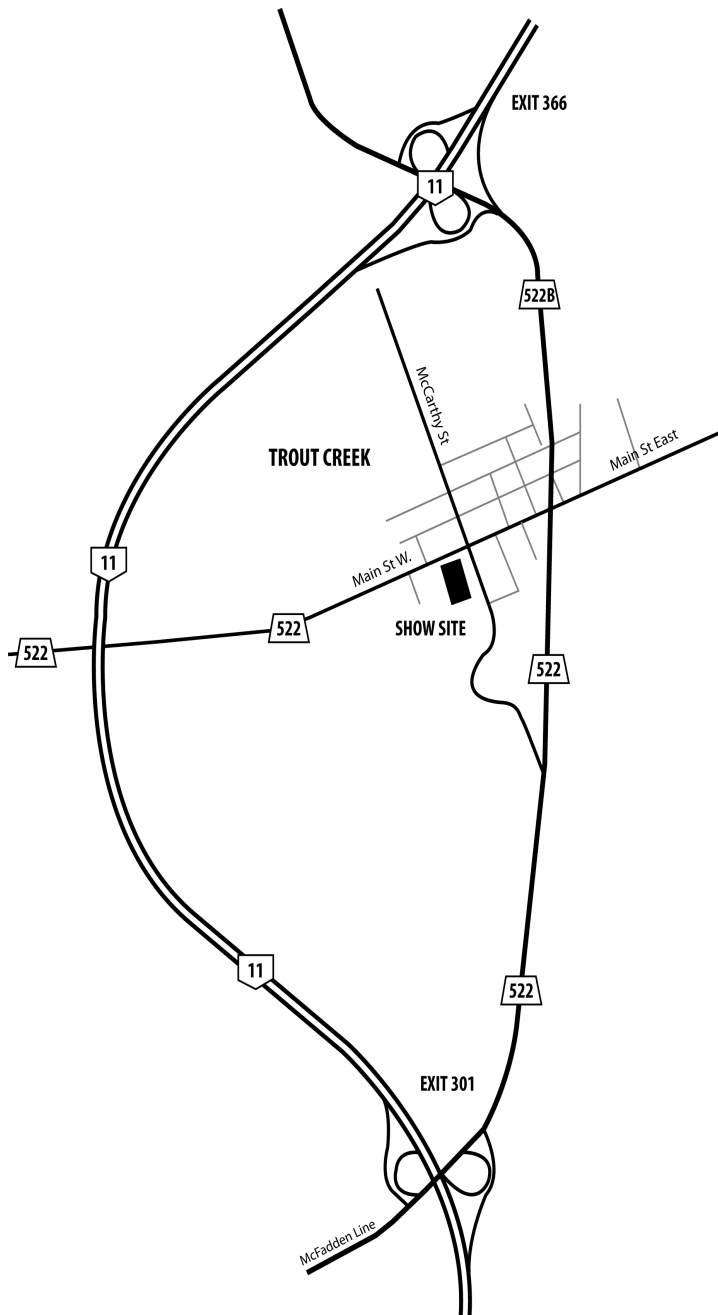 EXIT 366
11
522B
McCarthy St
TROUT CREEK
Main St East
11
Main St W.
522
522
SHOW SITE
522
11
522
EXIT 301
McFadden Line